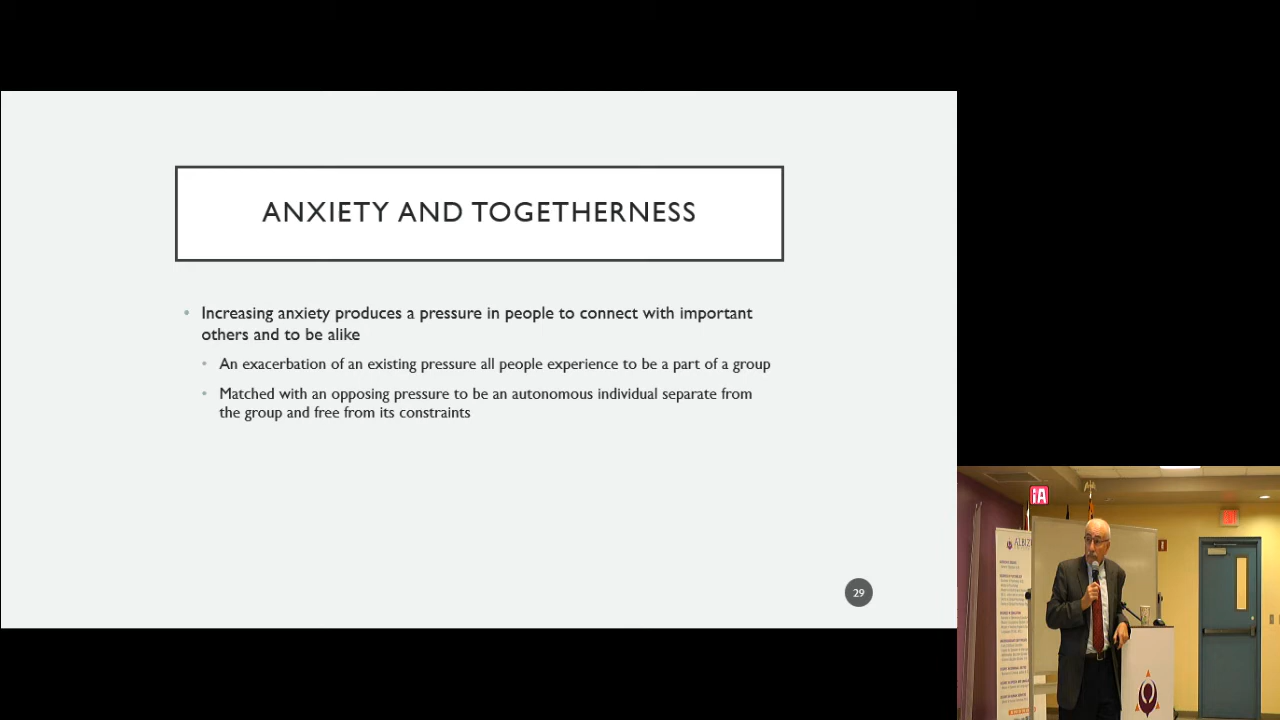 ANXIETY AND TOGETHERNESS
Increasing anxiety produces a pressure in people to connect with important
others and to be alike
An exacerbation of an existing pressure all people experience to be a part of a group
Matched with an opposing pressure to be an autonomous individual separate from
the group and free from its constraints
29
iA
ALBIZ